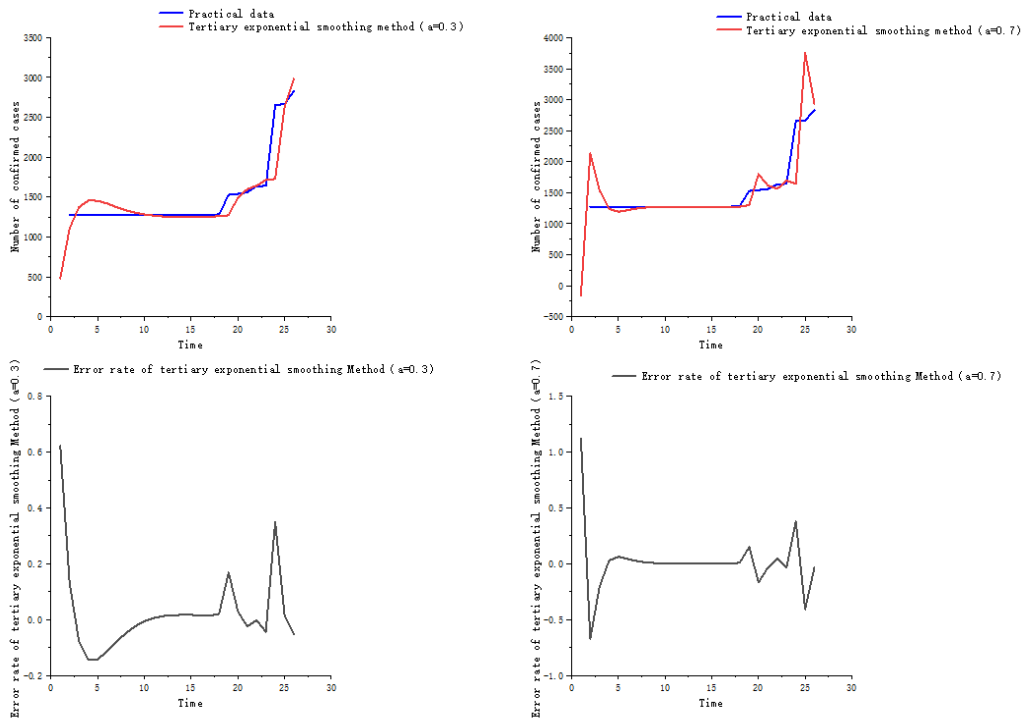 Practical data
Tertiary exponential smoothing method (a=0.3)
3500
3000
2500
2000
1500
1000
500
0
Number of confirmed cases
0 5 10 15 20 25 30
Time
Practical data
Tertiary exponential smoothing method (a=0.7)
4000
3500
3000
2500
2000
1500
1000
500
0
-500
Number of confirmed cases
0 5 10 15 20 25 30
Time
Error rate of tertiary exponential smoothing Method (a=0.3)
0.8
0.6
0.4
0.2
0.0
-0.2
Error rate of tertiary exponential smoothing Method (a=0.3)
0 5 10 15 20 25 30
Time
Error rate of tertiary exponential smoothing Method (a=0.7)
1.5
1.0
0.5
0.0
-0.5
-1.0
Error rate of tertiary exponential smoothing Method (a=0.7)
0 5 10 15 20 25 30
Time